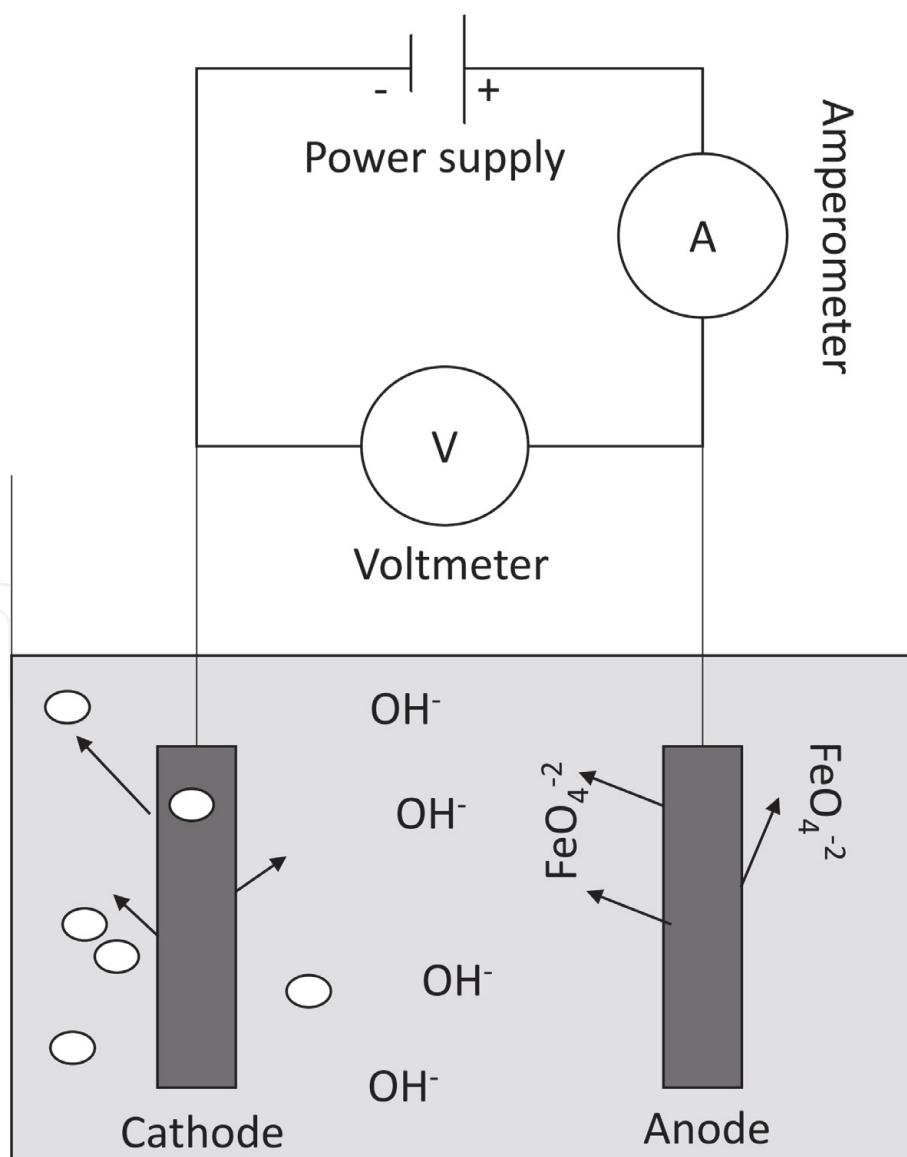 - +
Power supply
Amperometer
A
V
Voltmeter
OH⁻
FeO₄⁻²
FeO₄⁻²
OH⁻
OH⁻
OH⁻
Cathode
Anode